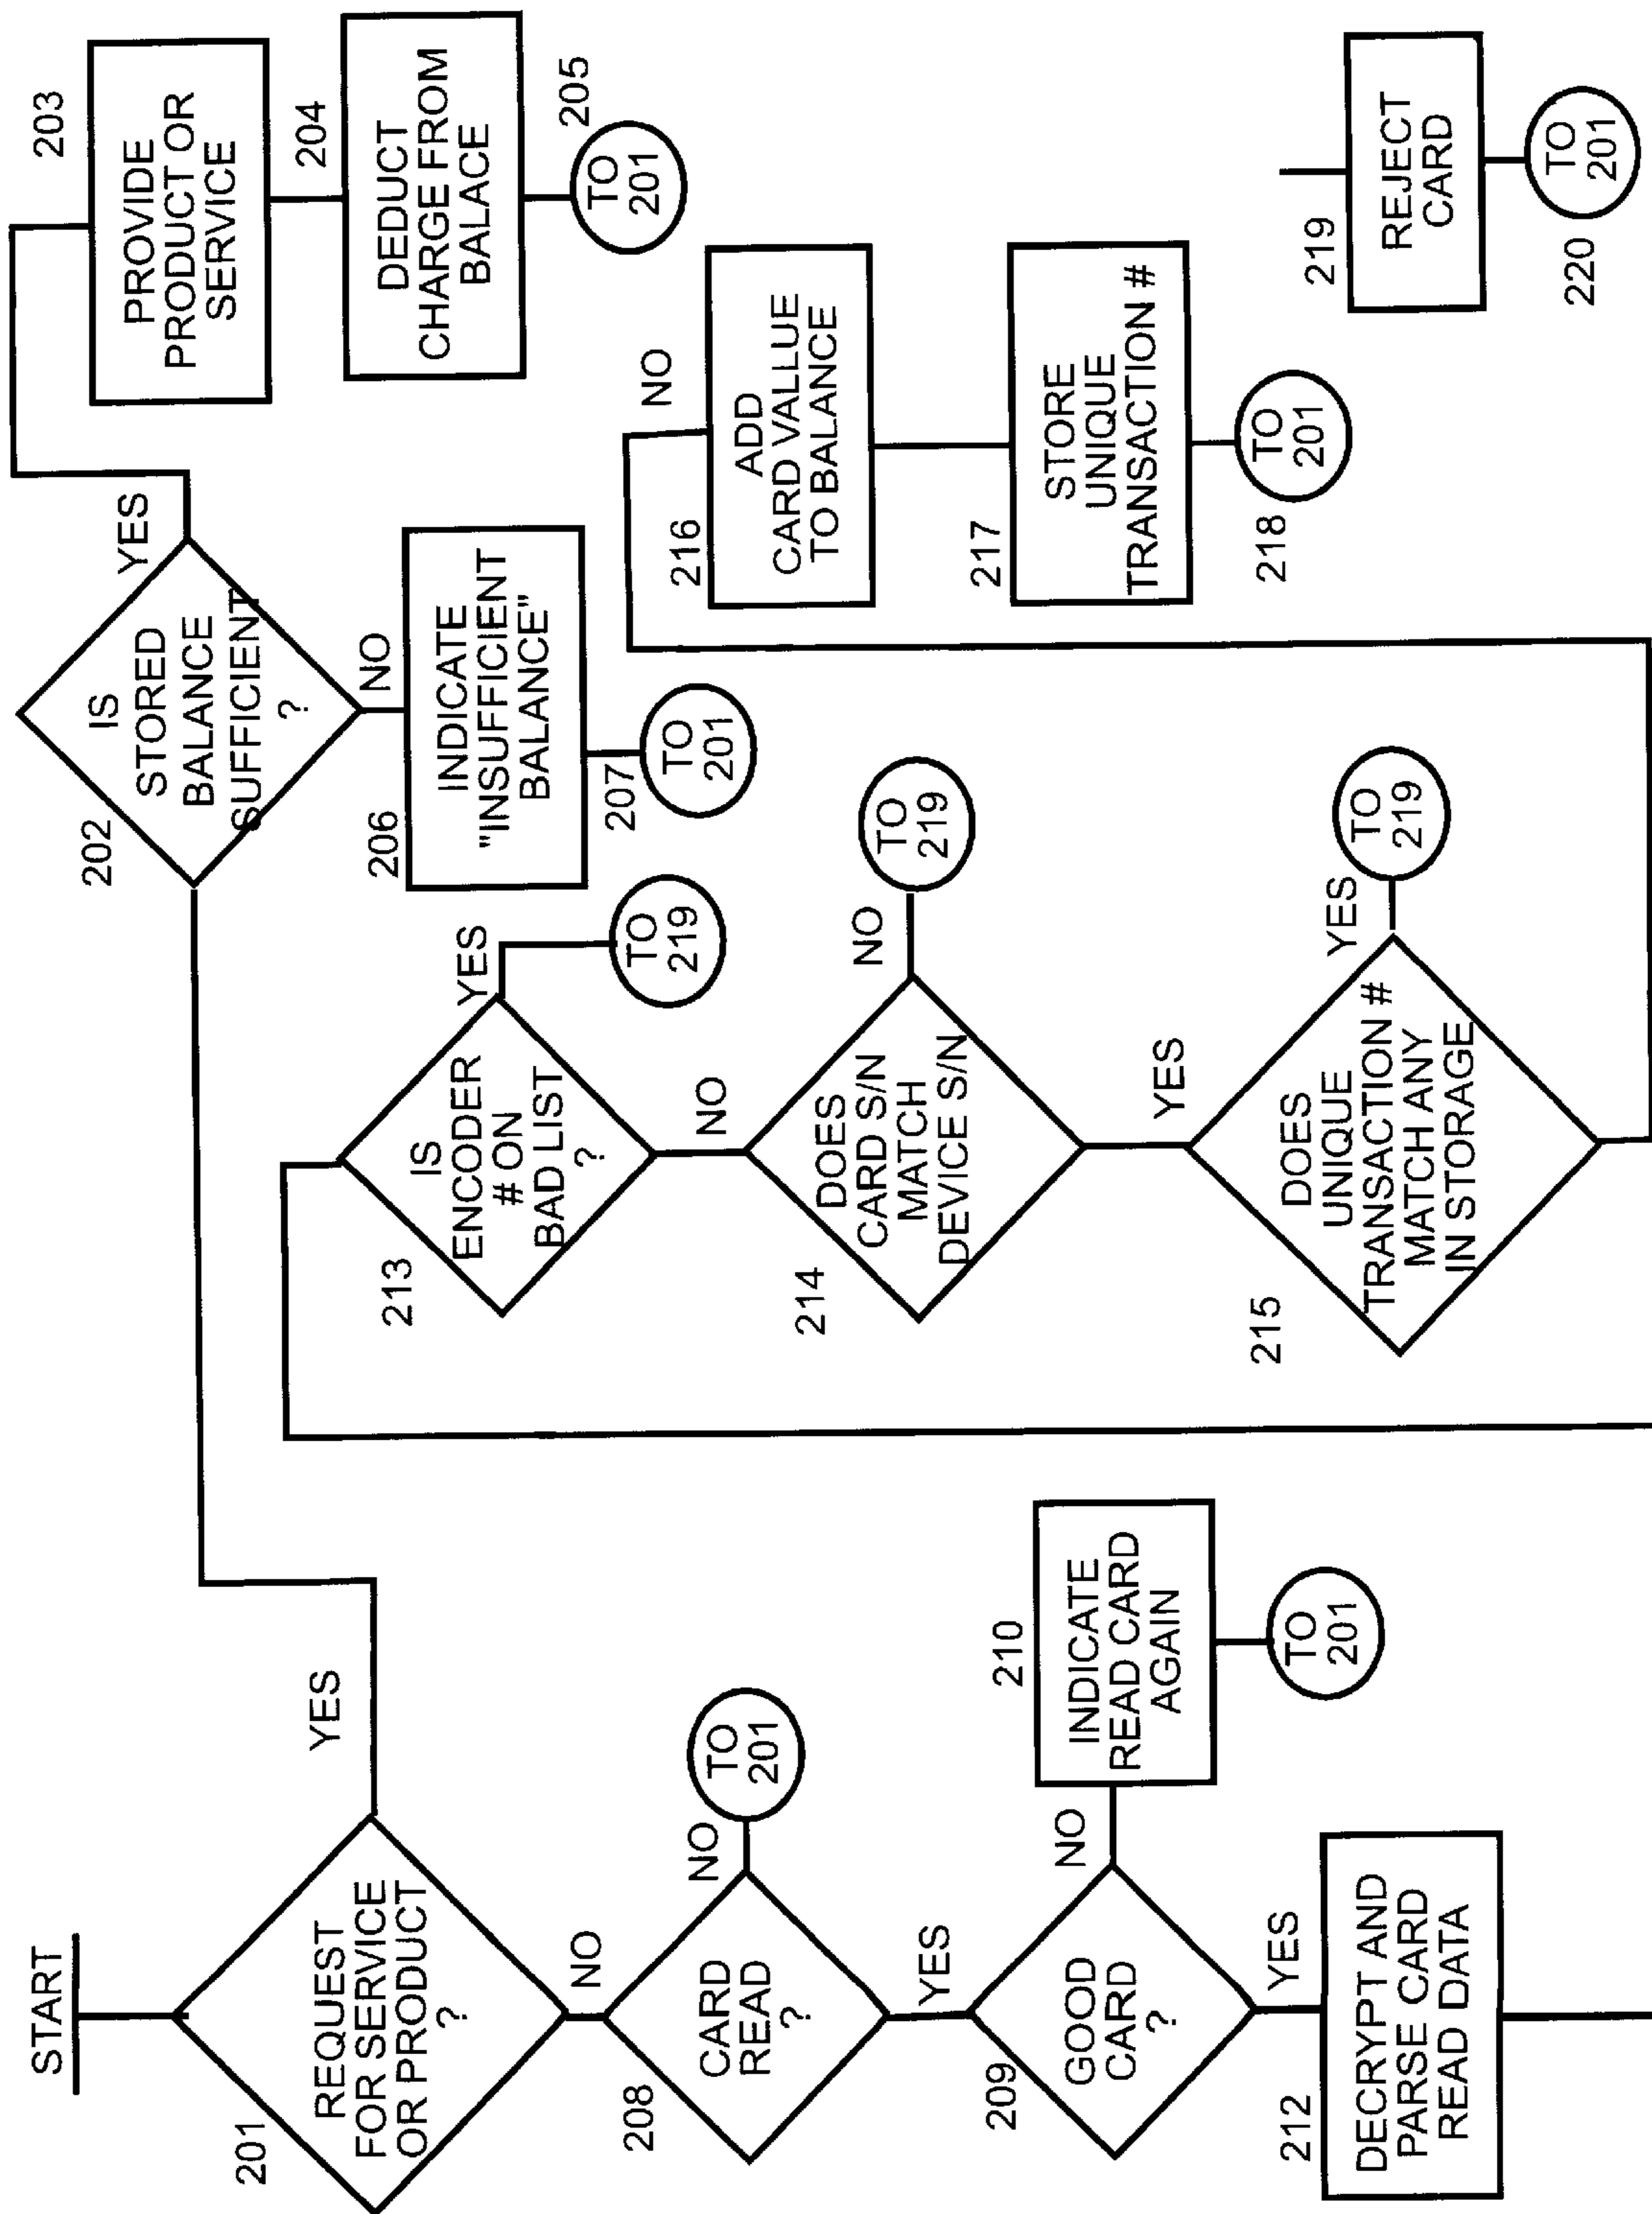 START
201
REQUEST
FOR SERVICE
OR PRODUCT
?
YES
NO
208
CARD
READ
?
NO
TO
201
YES
209
GOOD
CARD
?
NO
210
INDICATE
READ CARD
AGAIN
TO
201
YES
212
DECRYPT AND
PARSE CARD
READ DATA
202
IS
STORED
BALANCE
SUFFICIENT
?
YES
NO
206
INDICATE
"INSUFFICIENT
BALANCE"
207
TO
201
203
PROVIDE
PRODUCT OR
SERVICE
204
DEDUCT
CHARGE FROM
BALACE
205
TO
201
213
IS
ENCODER
# ON
BAD LIST
?
YES
TO
219
NO
214
DOES
CARD S/N
MATCH
DEVICE S/N
NO
TO
219
YES
215
DOES
UNIQUE
TRANSACTION #
MATCH ANY
IN STORAGE
YES
TO
219
NO
216
ADD
CARD VALLUE
TO BALANCE
217
STORE
UNIQUE
TRANSACTION #
218
TO
201
219
REJECT
CARD
220
TO
201